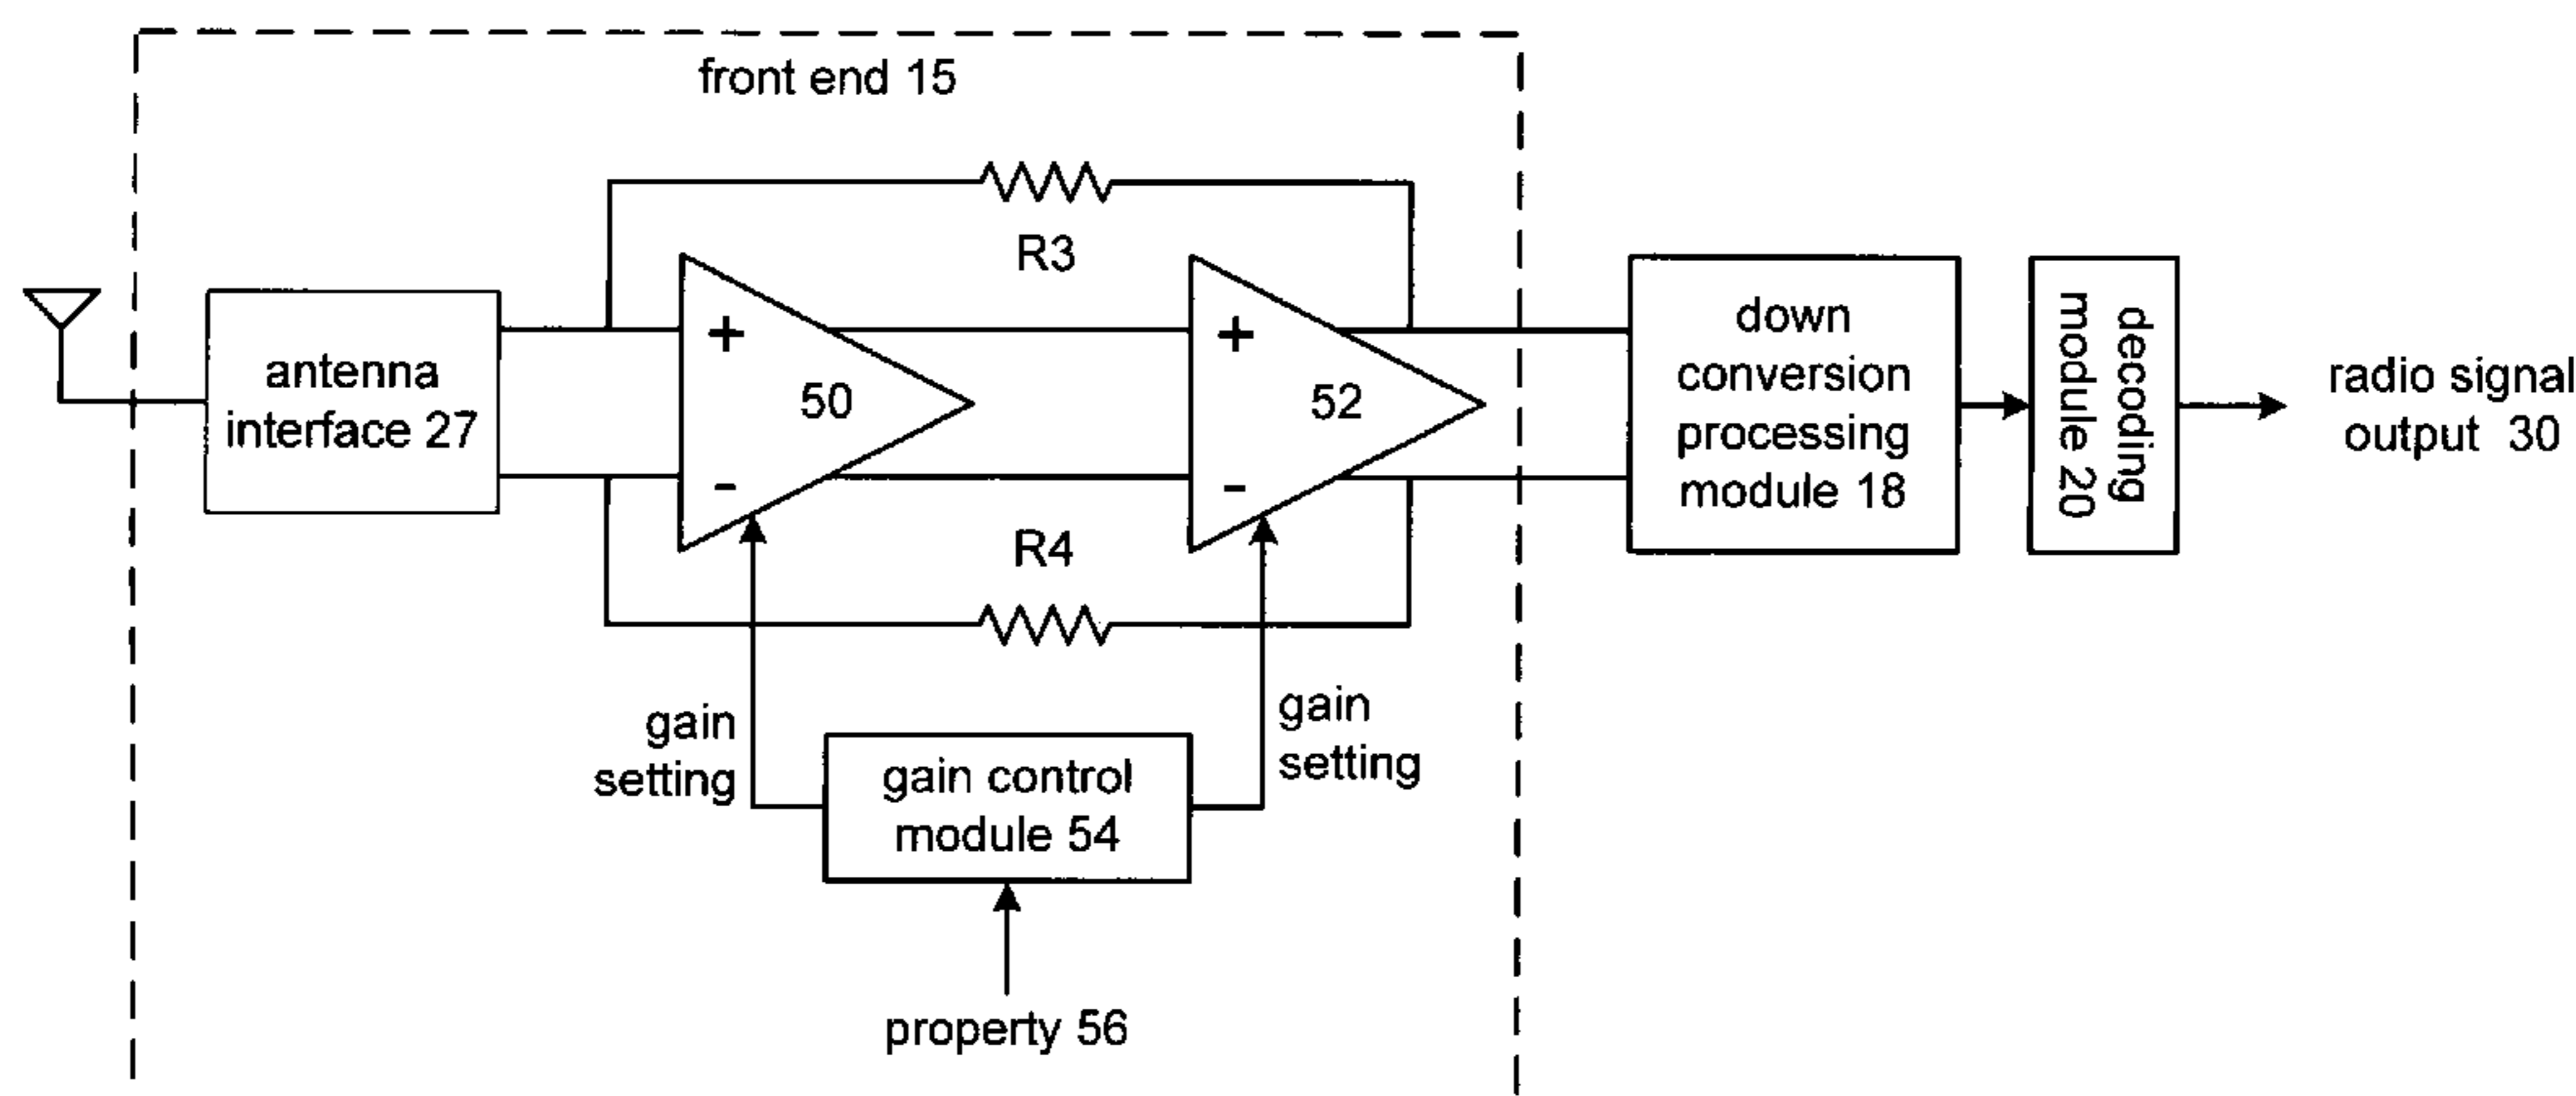 front end 15
R3
antenna
interface 27
+
-
50
+
-
52
R4
down
conversion
processing
module 18
decoding
module 20
radio signal
output 30
gain
setting
gain
setting
gain control
module 54
property 56